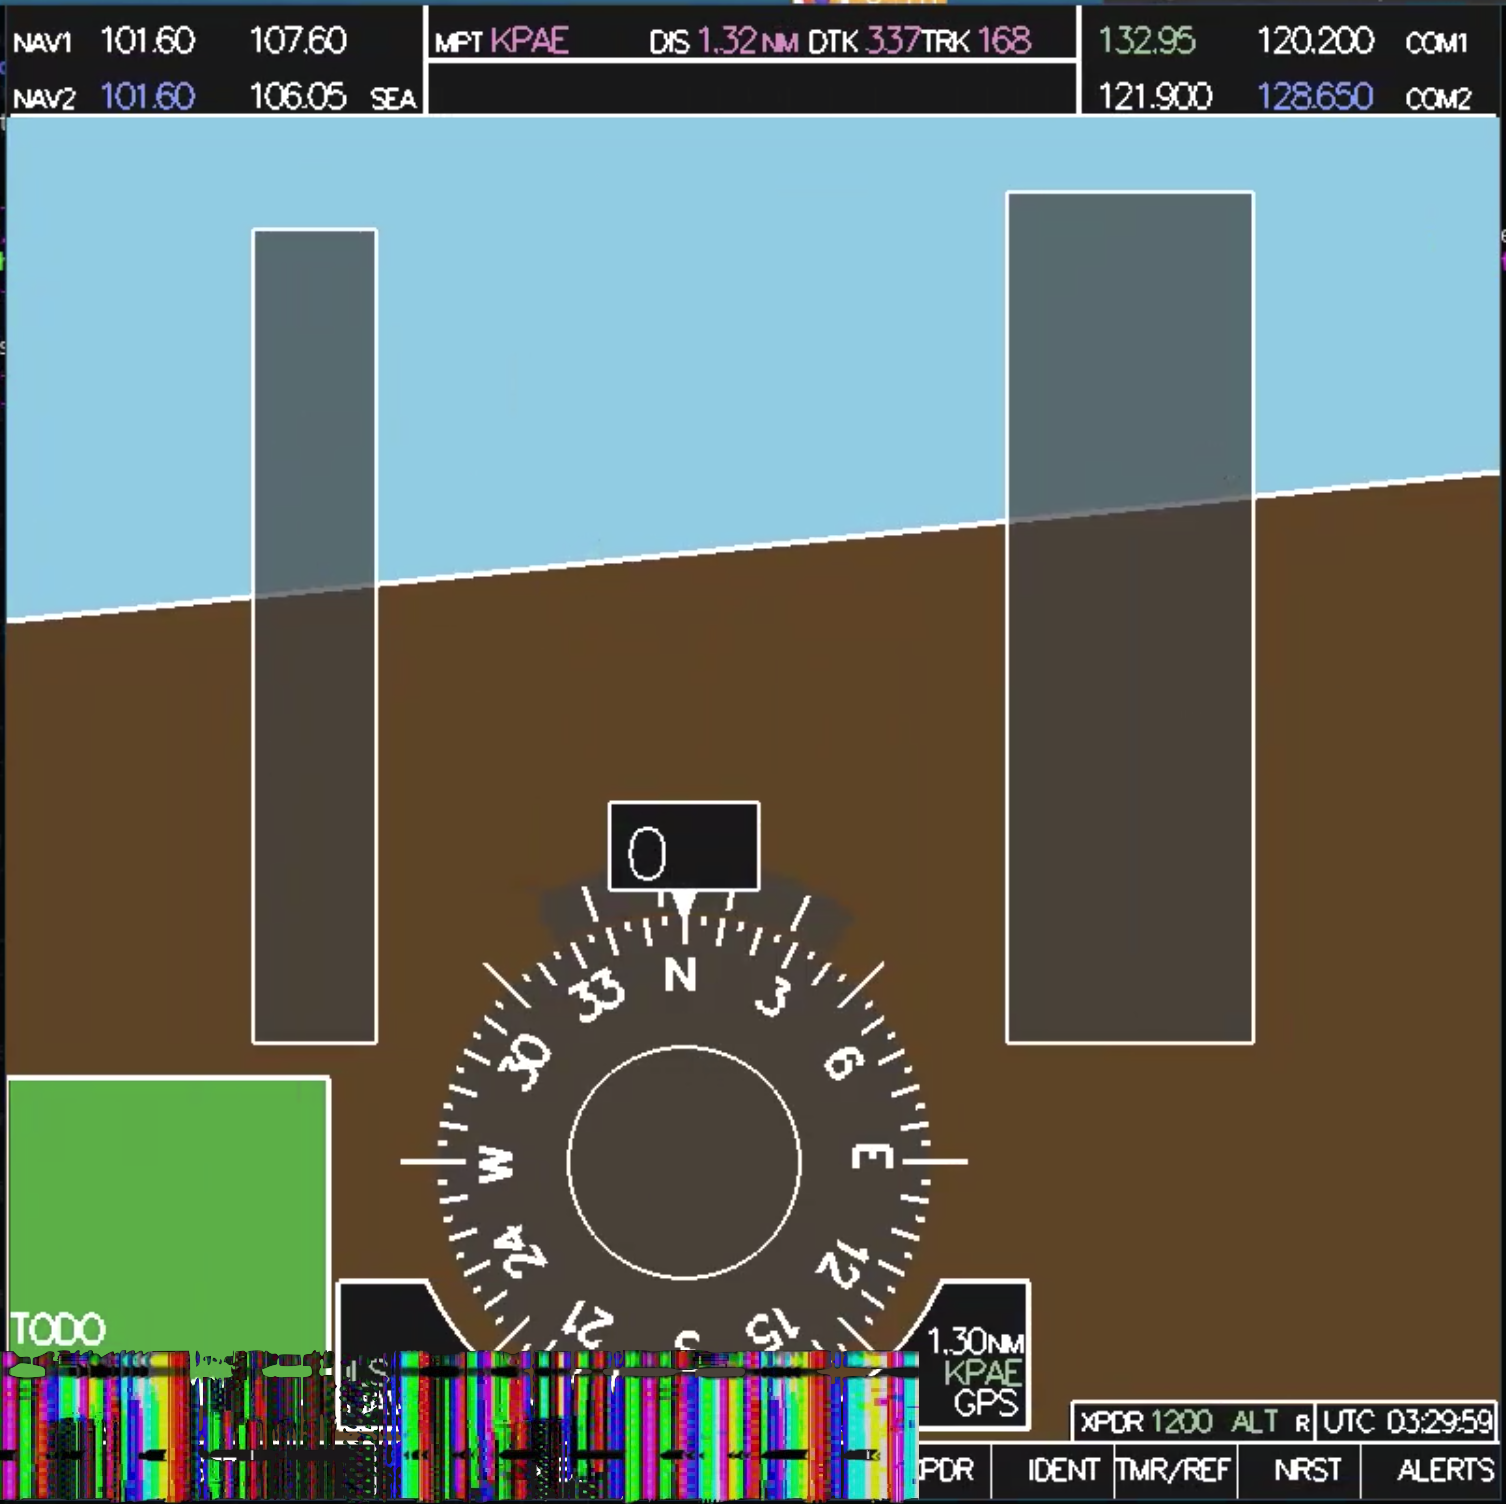 NAV1 101.60 107.60 MPT KPAE DIS 1.32 NM DTK 337 TRK 168 132.95 120.200 COM1
NAV2 101.60 106.05 SEA 121.900 128.650 COM2
0
N
33 3
30 6
W E
24 12
21 S 15
TODO
1.30NM
KPAE
GPS
XPDR 1200 ALT R UTC 03:29:59
IDENT TMR/REF NRST ALERTS